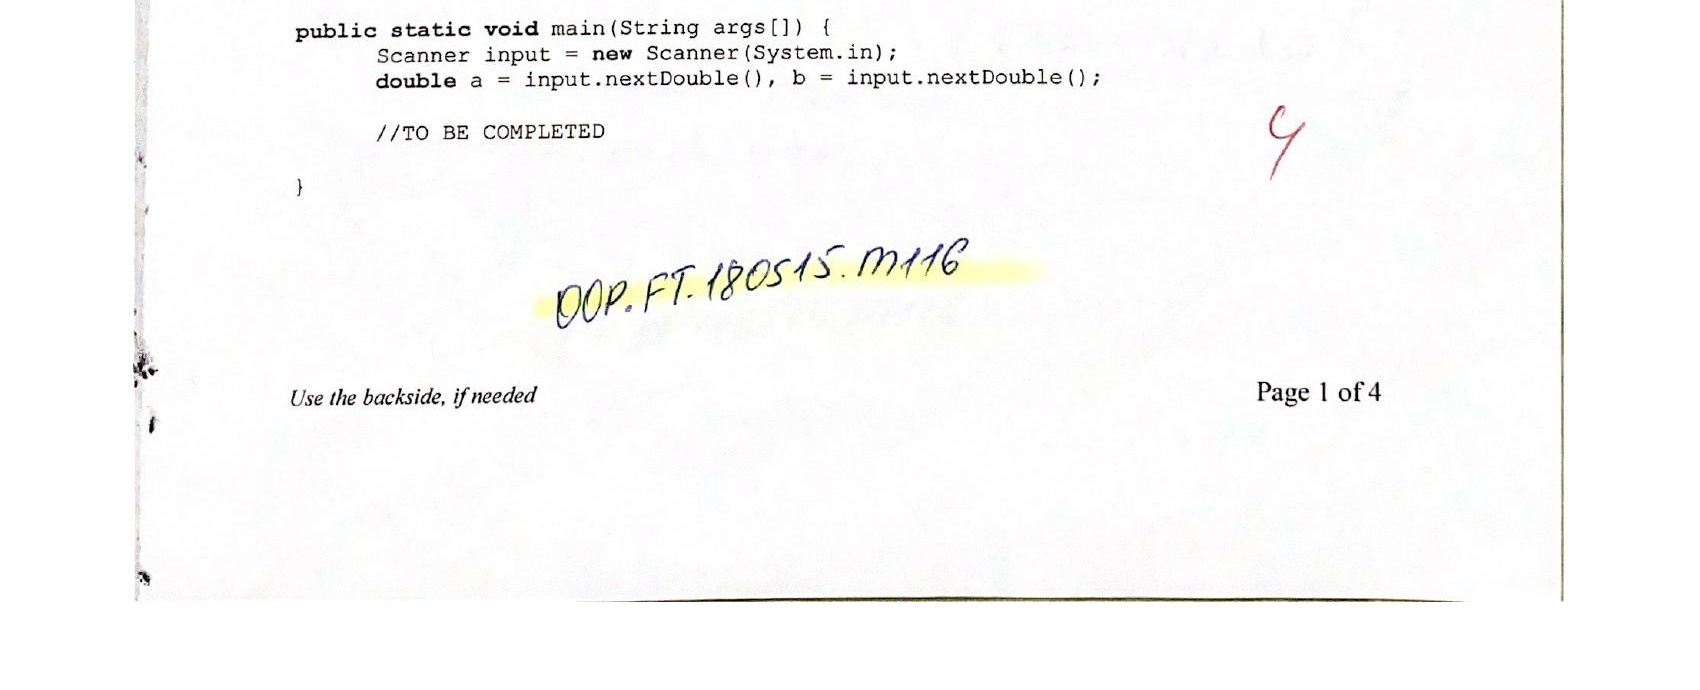 public static void main(String args[]) {
Scanner input = new Scanner(System.in);
double a = input.nextDouble(), b = input.nextDouble();
//TO BE COMPLETED
4
}
OOP.FT.180515.M116
Use the backside, if needed
Page 1 of 4